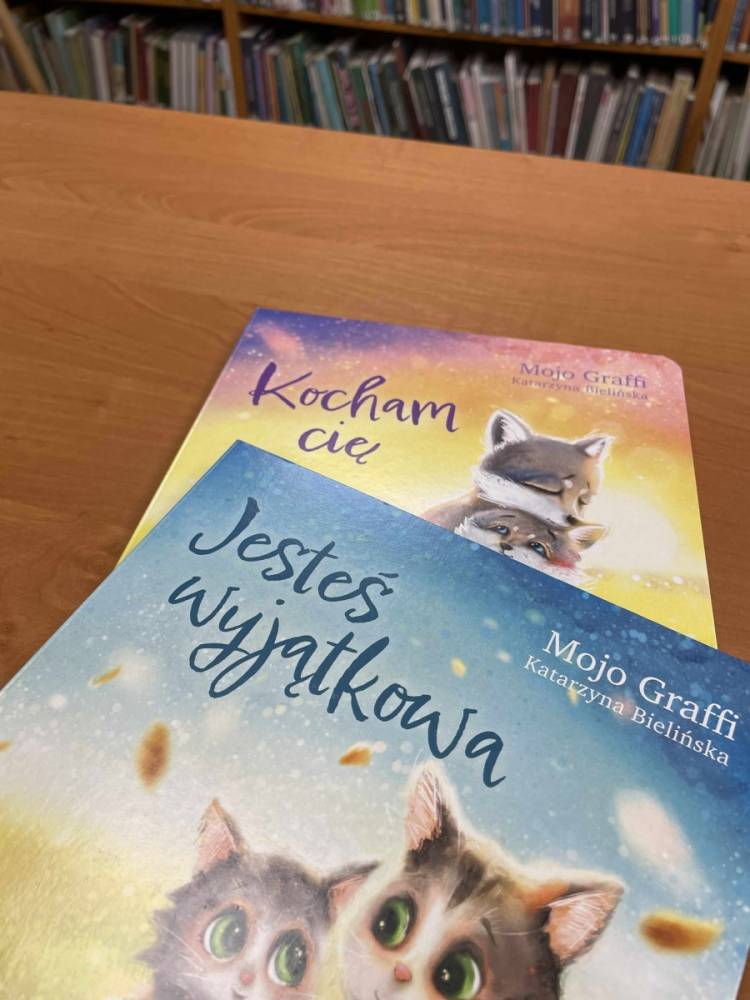 Kocham
cię
Mojo Graffi
Katarzyna Bielińska
Jesteś
wyjątkowa
Mojo Graffi
Katarzyna Bielińska